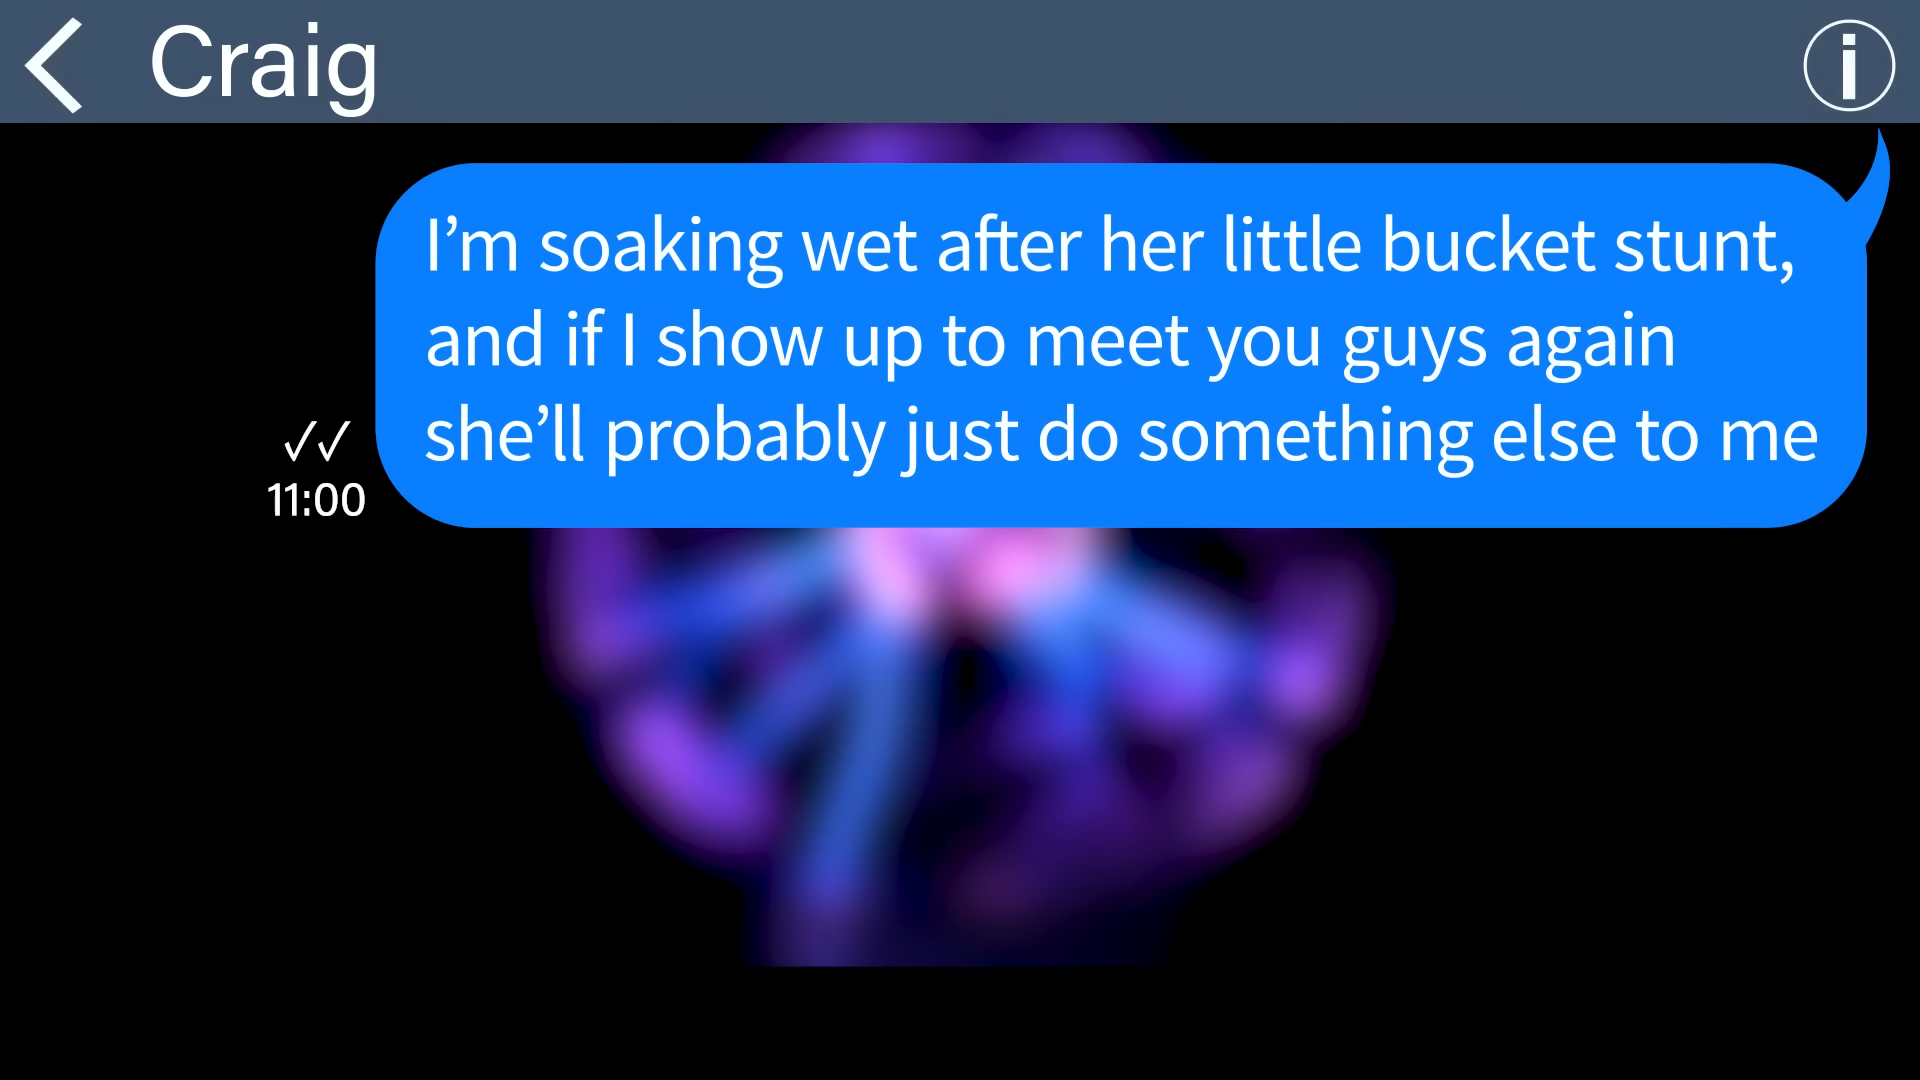 Craig
I’m soaking wet after her little bucket stunt,
and if I show up to meet you guys again
she’ll probably just do something else to me
✓✓
11:00